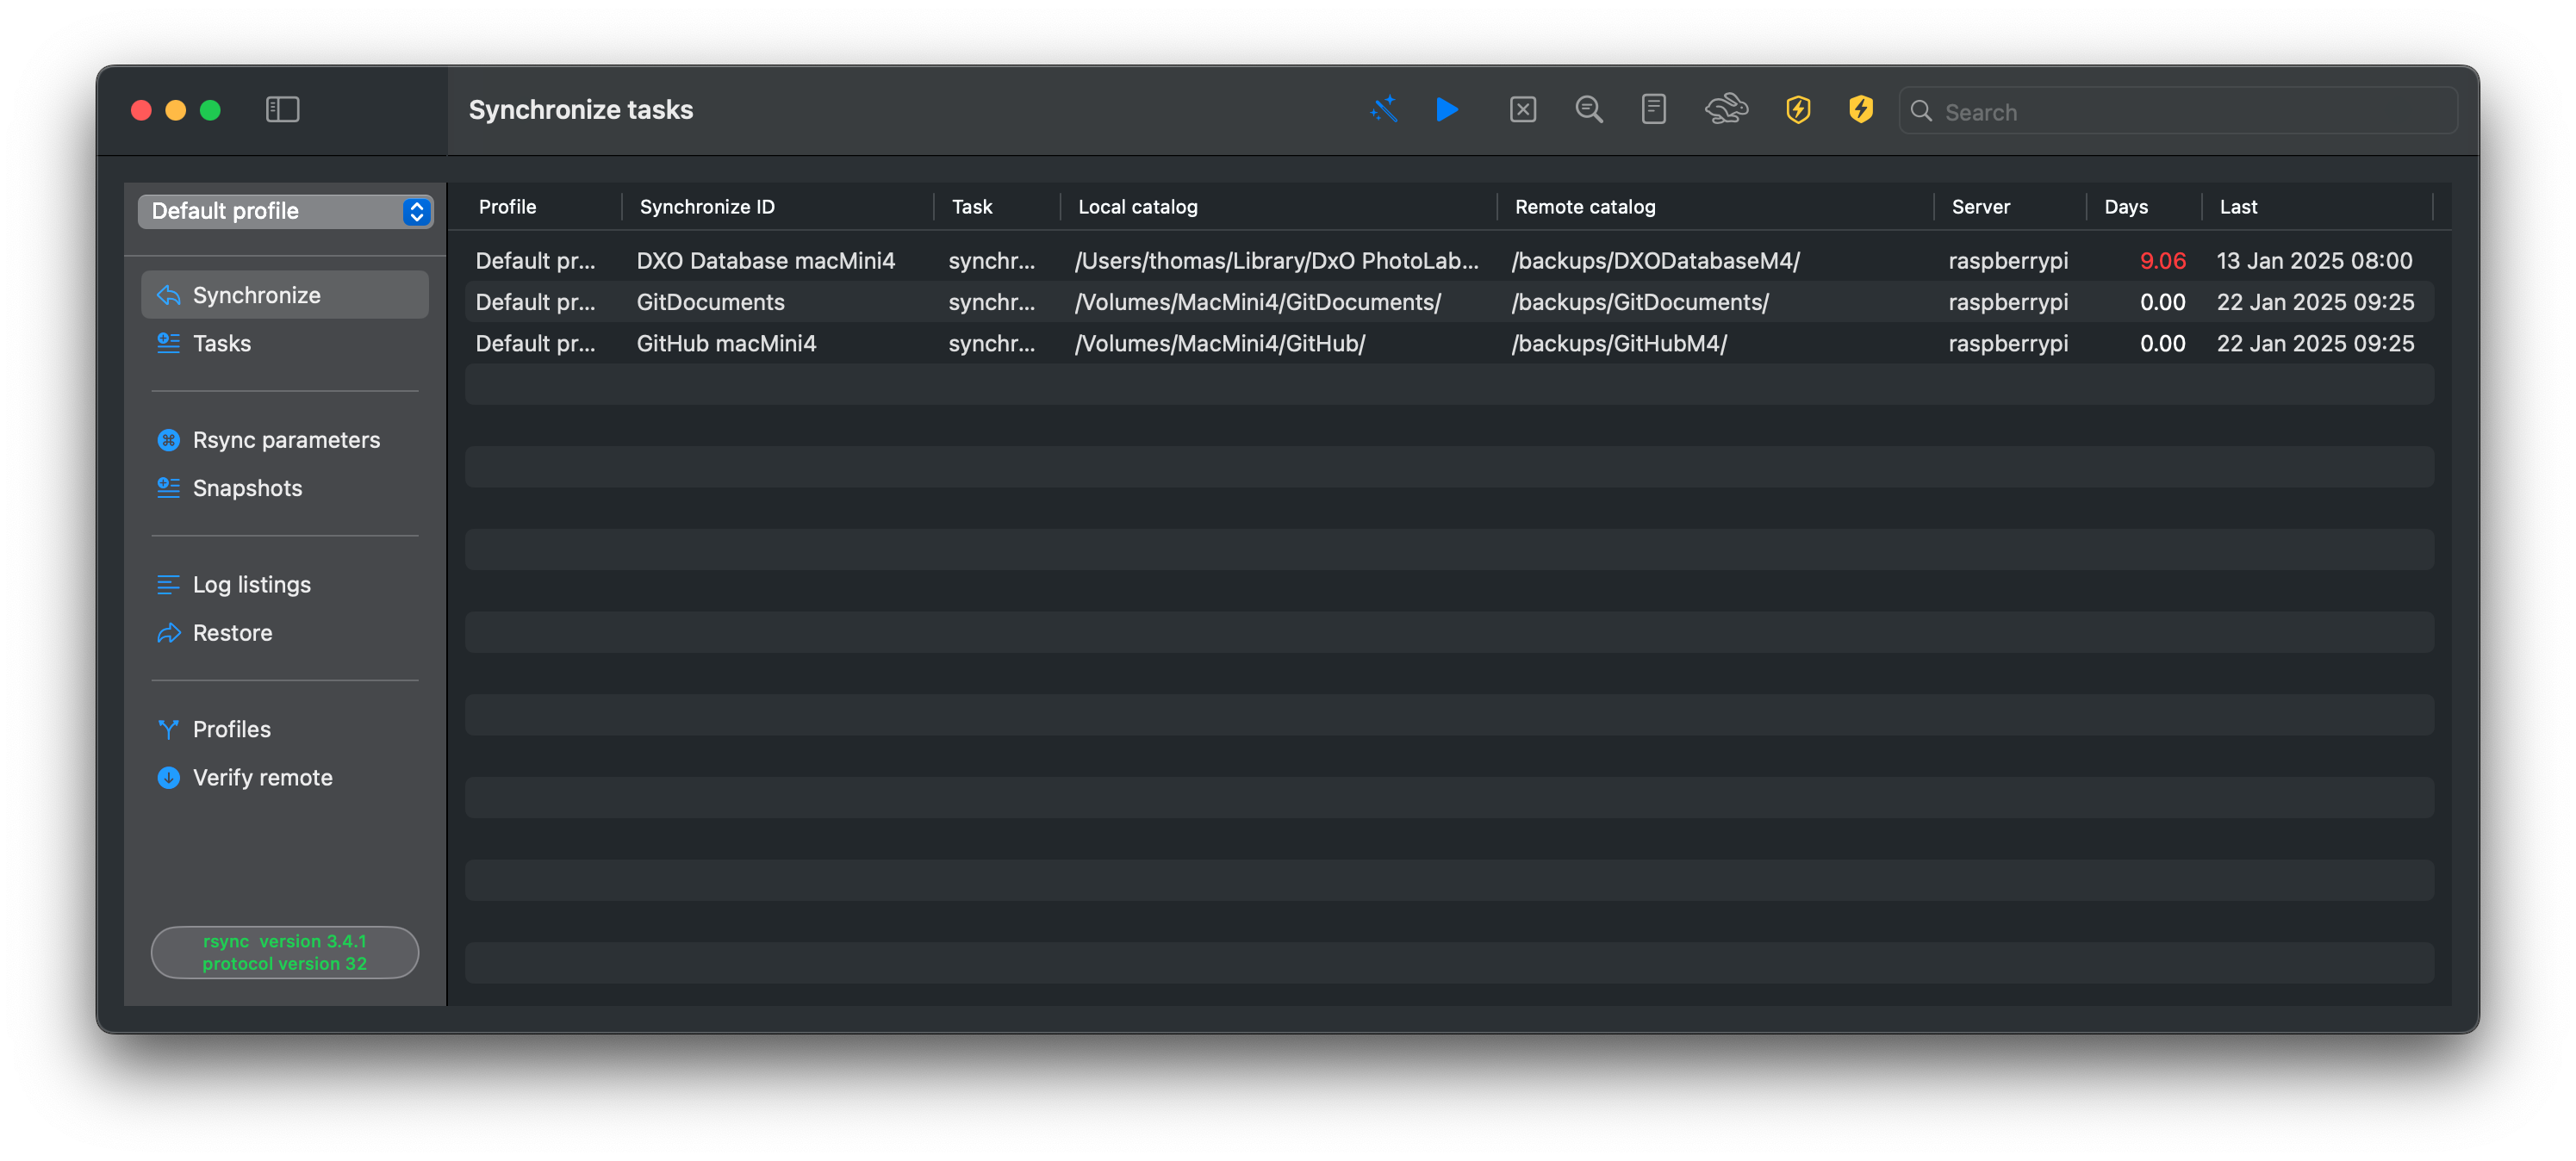 Synchronize tasks
Search
Default profile
Synchronize
Tasks
Rsync parameters
Snapshots
Log listings
Restore
Profiles
Verify remote
rsync  version 3.4.1
protocol version 32
Profile Synchronize ID Task Local catalog Remote catalog Server Days Last
Default pr... DXO Database macMini4 synchr... /Users/thomas/Library/DxO PhotoLab... /backups/DXODatabaseM4/ raspberrypi 9.06 13 Jan 2025 08:00
Default pr... GitDocuments synchr... /Volumes/MacMini4/GitDocuments/ /backups/GitDocuments/ raspberrypi 0.00 22 Jan 2025 09:25
Default pr... GitHub macMini4 synchr... /Volumes/MacMini4/GitHub/ /backups/GitHubM4/ raspberrypi 0.00 22 Jan 2025 09:25